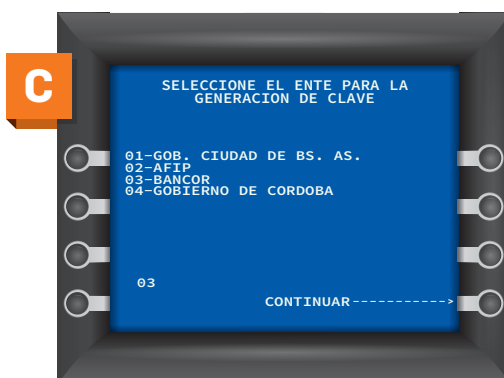 C
SELECCIONE EL ENTE PARA LA
GENERACION DE CLAVE
01-GOB. CIUDAD DE BS. AS.
02-AFIP
03-BANCOR
04-GOBIERNO DE CORDOBA
03
CONTINUAR----------->